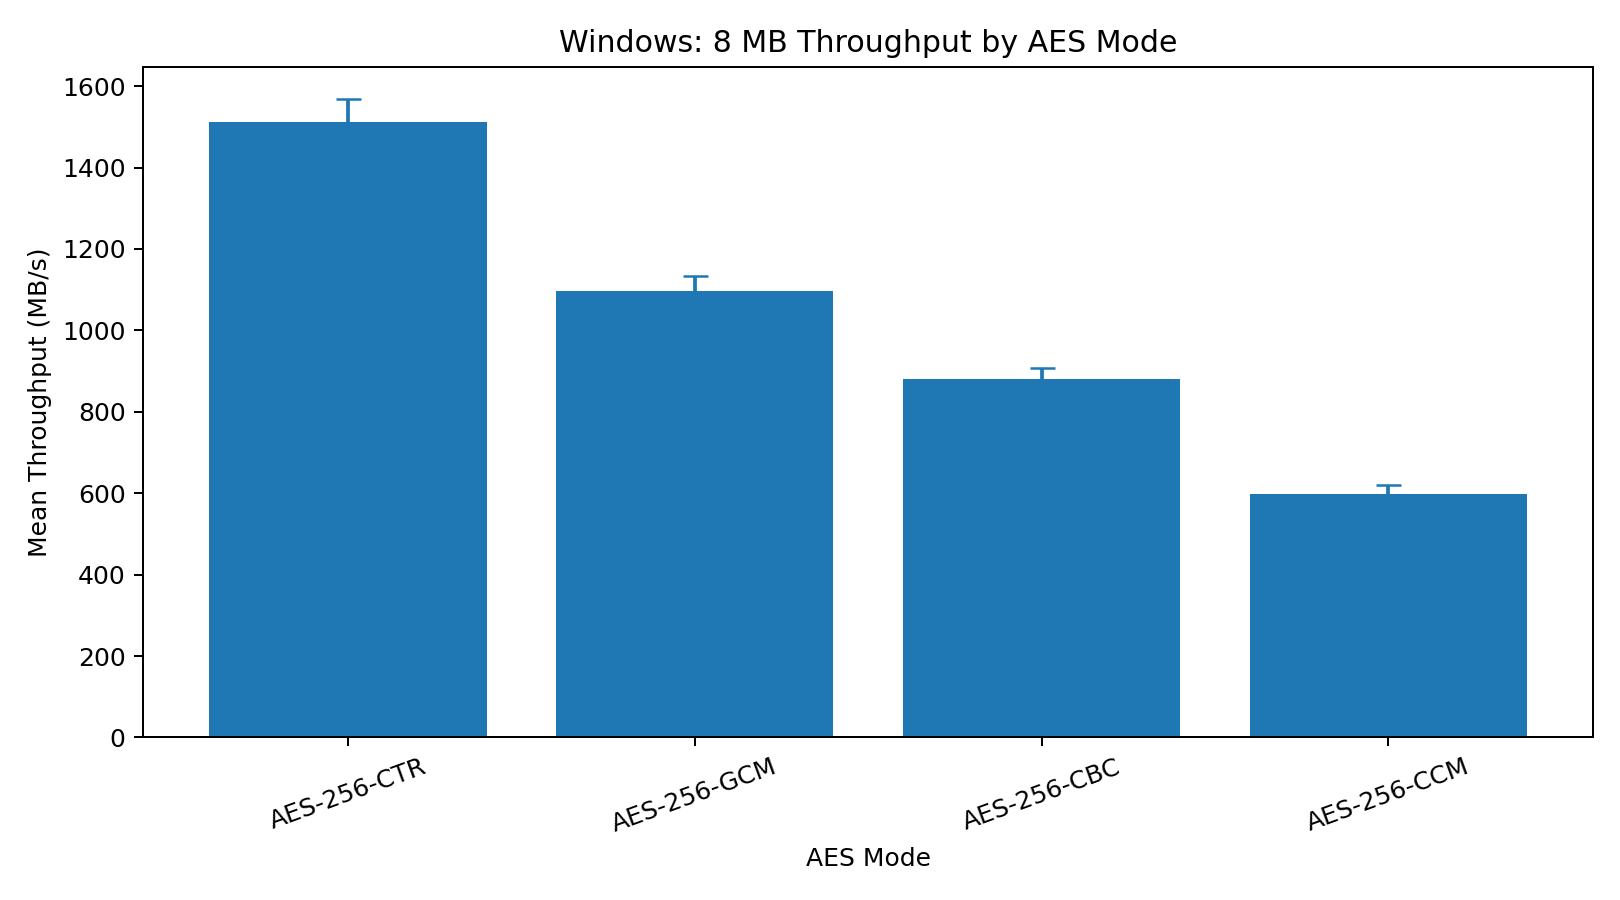 Windows: 8 MB Throughput by AES Mode
Mean Throughput (MB/s)
1600
1400
1200
1000
800
600
400
200
0
AES-256-CTR
AES-256-GCM
AES-256-CBC
AES-256-CCM
AES Mode